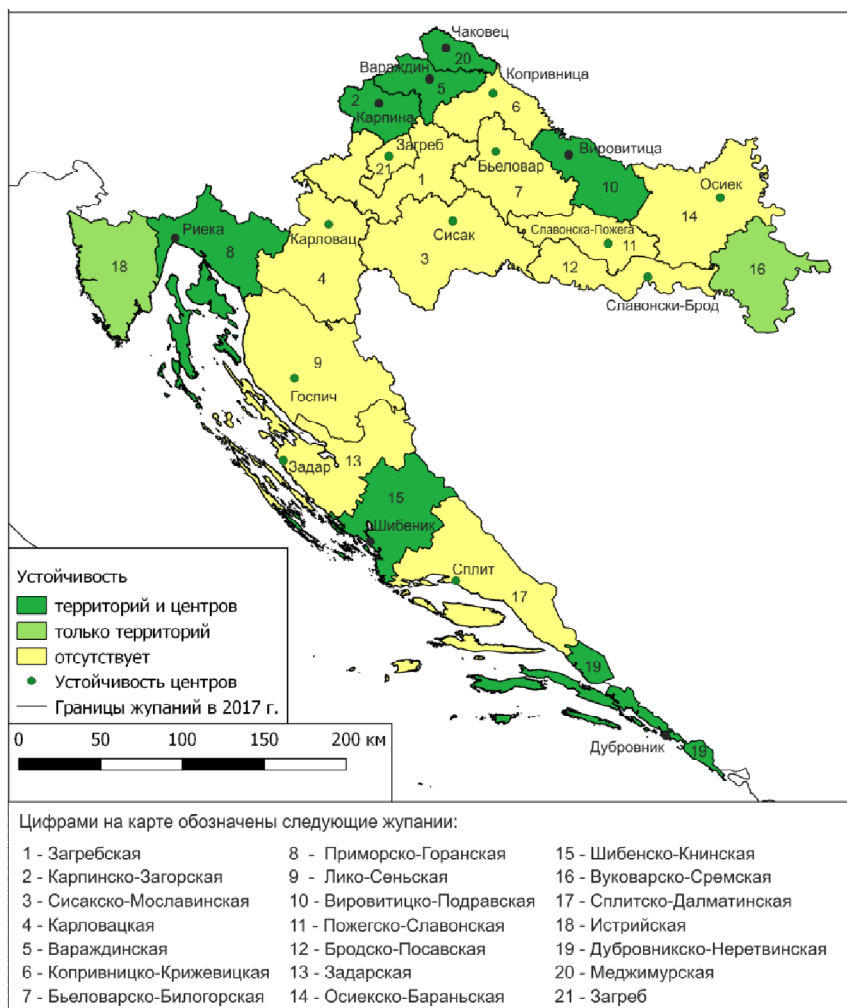 Чаковец
20
Вараждин
5
Копривница
6
2
Карпина
Загреб
21
1
Бьеловар
7
Вировитица
10
Осиек
14
Риека
8
18
Карловац
4
Сисак
3
Славонска-Пожега
11
12
16
Славонски-Брод
9
Госпич
Задар
13
15
Шибеник
Сплит
17
19
Дубровник
19
Устойчивость
территорий и центров
только территорий
отсутствует
Устойчивость центров
Границы жупаний в 2017 г.
0 50 100 150 200 км
Цифрами на карте обозначены следующие жупании:
1 - Загребская
2 - Карпинско-Загорская
3 - Сисакско-Мославинская
4 - Карловацкая
5 - Вараждинская
6 - Копривницко-Крижевицкая
7 - Бьеловарско-Билогорская
8 - Приморско-Горанская
9 - Лико-Сеньская
10 - Вировитицко-Подравская
11 - Пожегско-Славонская
12 - Бродско-Посавская
13 - Задарская
14 - Осиекско-Бараньская
15 - Шибенско-Книнская
16 - Вуковарско-Сремская
17 - Сплитско-Далматинская
18 - Истрийская
19 - Дубровникско-Неретвинская
20 - Меджимурская
21 - Загреб